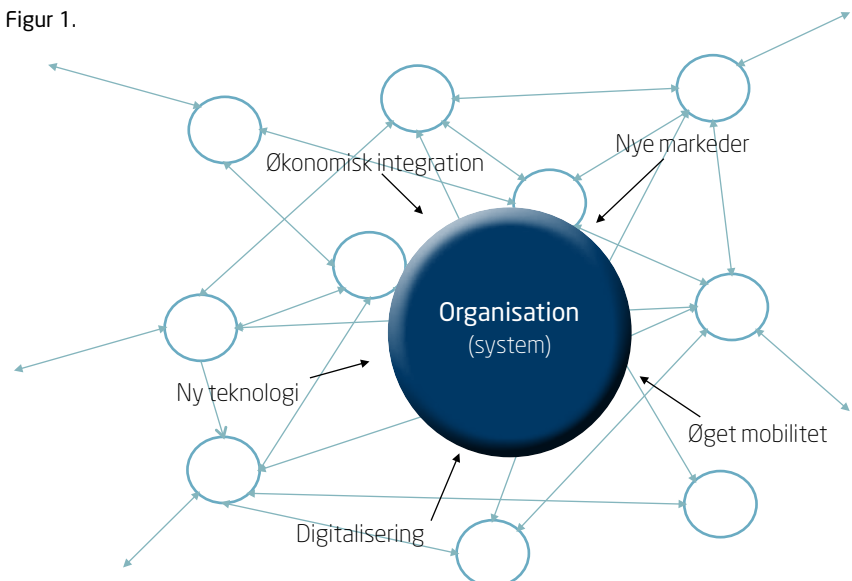 Figur 1.
Nye markeder
Økonomisk integration
Organisation
(system)
Ny teknologi
Øget mobilitet
Digitalisering